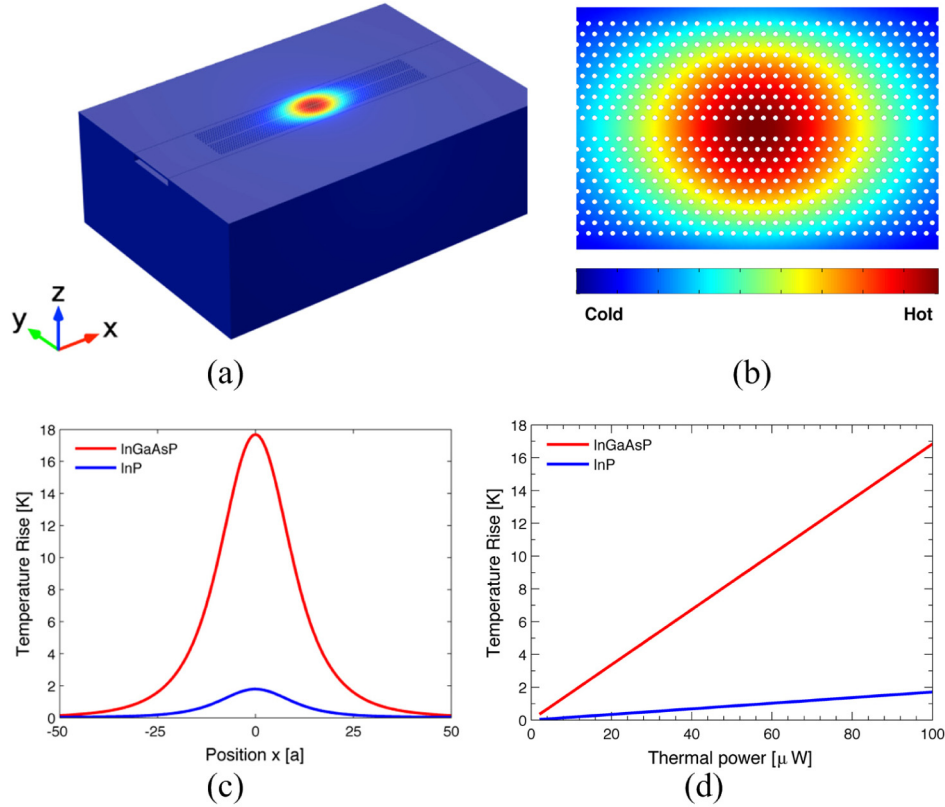 z
y
x
(a)
Cold
Hot
(b)
18
16
14
12
10
8
6
4
2
0
Temperature Rise [K]
InGaAsP
InP
-50
-25
0
25
50
Position x [a]
(c)
18
16
14
12
10
8
6
4
2
0
Temperature Rise [K]
InGaAsP
InP
0
20
40
60
80
100
Thermal power [μ W]
(d)